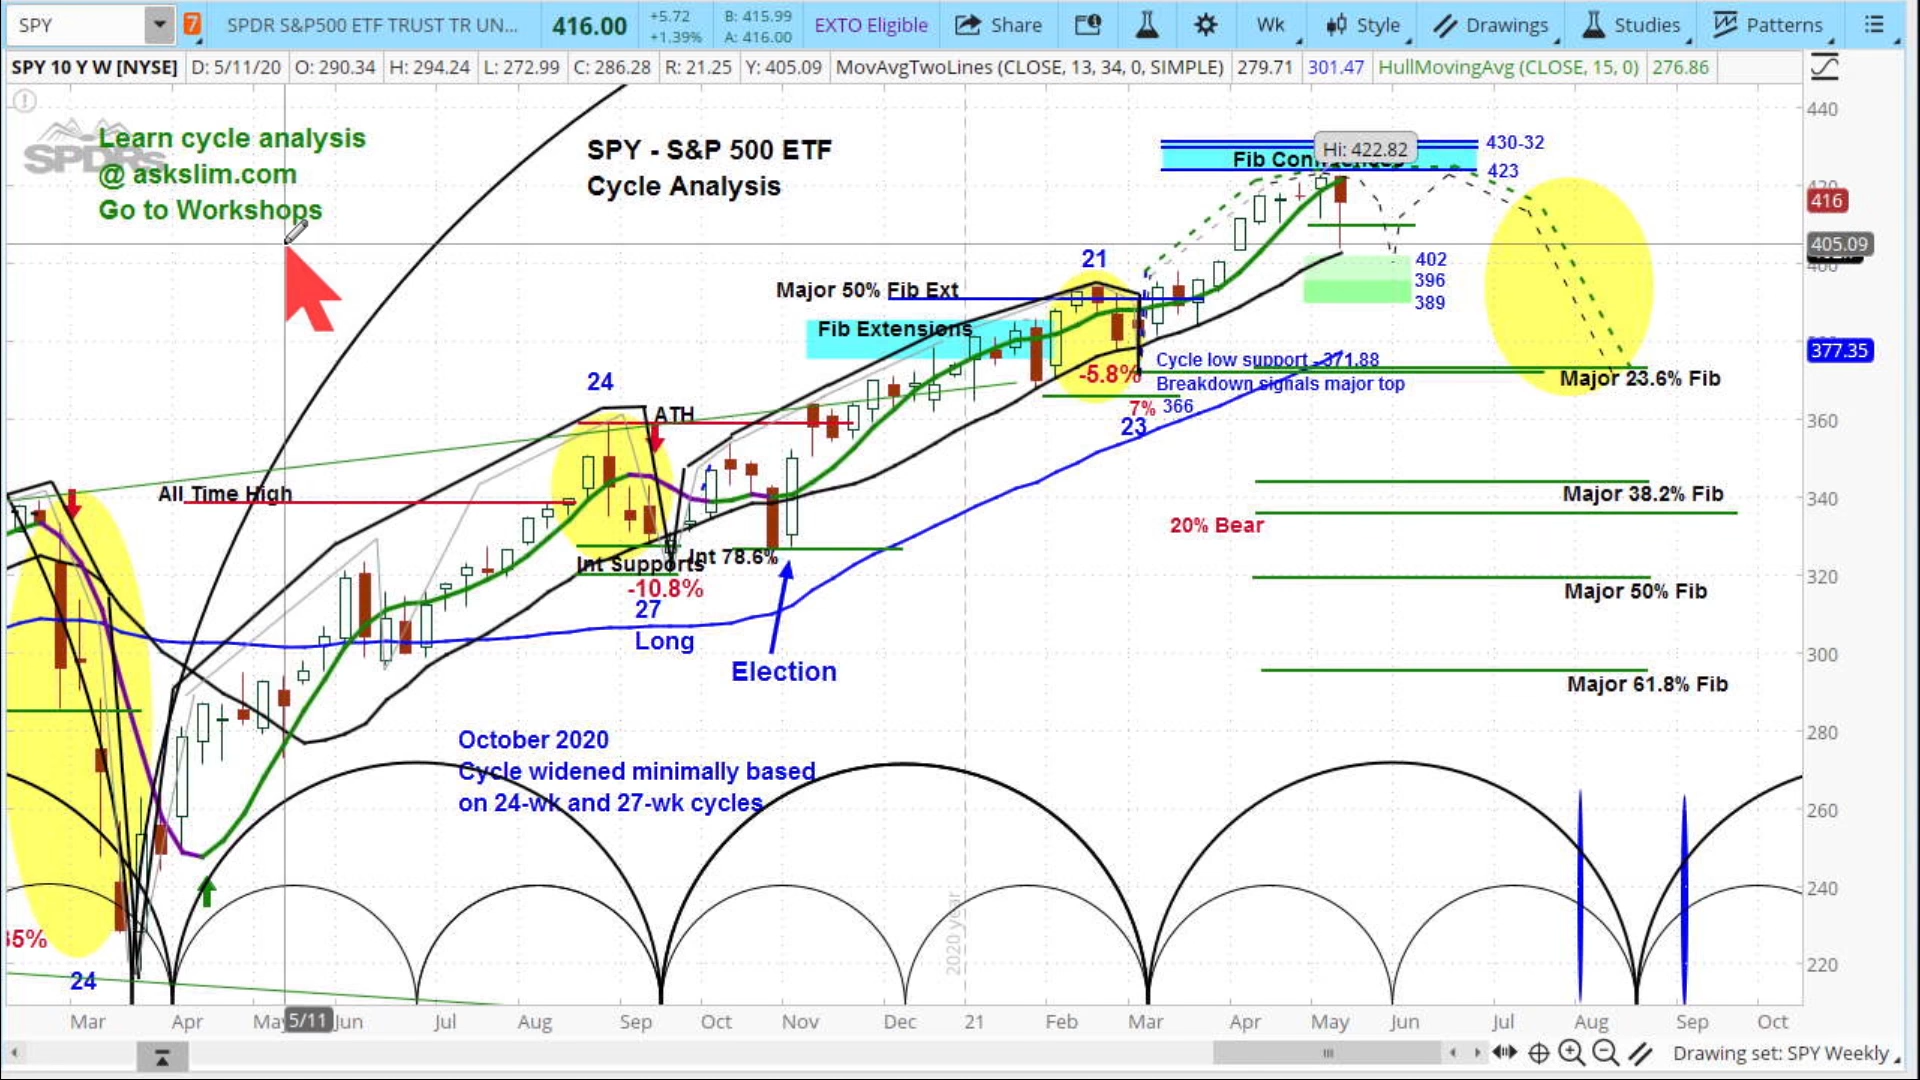 SPY
7
SPDR S&P500 ETF TRUST TR UN...
416.00
+5.72
+1.39%
B: 415.99
A: 416.00
EXTO Eligible
Share
Wk
Style
Drawings
Studies
Patterns
SPY 10 Y W [NYSE]
D: 5/11/20
O: 290.34
H: 294.24
L: 272.99
C: 286.28
R: 21.25
Y: 405.09
MovAvgTwoLines (CLOSE, 13, 34, 0, SIMPLE)
279.71
301.47
HullMovingAvg (CLOSE, 15, 0)
276.86
SPDRs
Learn cycle analysis
@ askslim.com
Go to Workshops
SPY - S&P 500 ETF
Cycle Analysis
Hi: 422.82
430-32
423
402
396
389
21
Major 50% Fib Ext
Fib Extensions
-5.8%
Cycle low support - 371.88
Breakdown signals major top
7% 366
23
24
ATH
All Time High
Int Supports
Int 78.6%
-10.8%
27
Long
Election
October 2020
Cycle widened minimally based
on 24-wk and 27-wk cycles
Major 23.6% Fib
Major 38.2% Fib
20% Bear
Major 50% Fib
Major 61.8% Fib
35%
24
2020 year
440
420
416
405.09
400
380
377.35
360
340
320
300
280
260
240
220
Mar
Apr
May
5/11
Jun
Jul
Aug
Sep
Oct
Nov
Dec
21
Feb
Mar
Apr
May
Jun
Jul
Aug
Sep
Oct
Drawing set: SPY Weekly